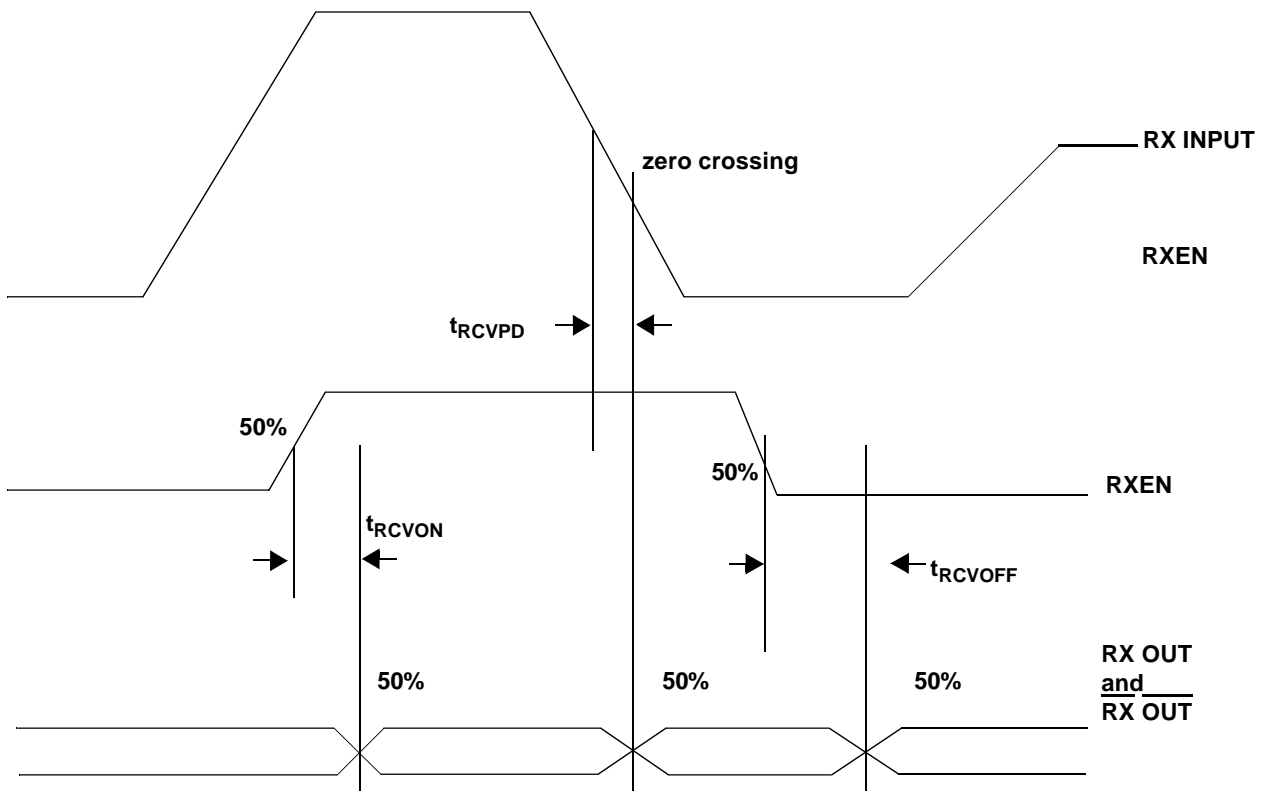 RX INPUT
zero crossing
RXEN
tRCVPD
50%
50%
RXEN
tRCVON
tRCVOFF
RX OUT
and
RX OUT
50%
50%
50%